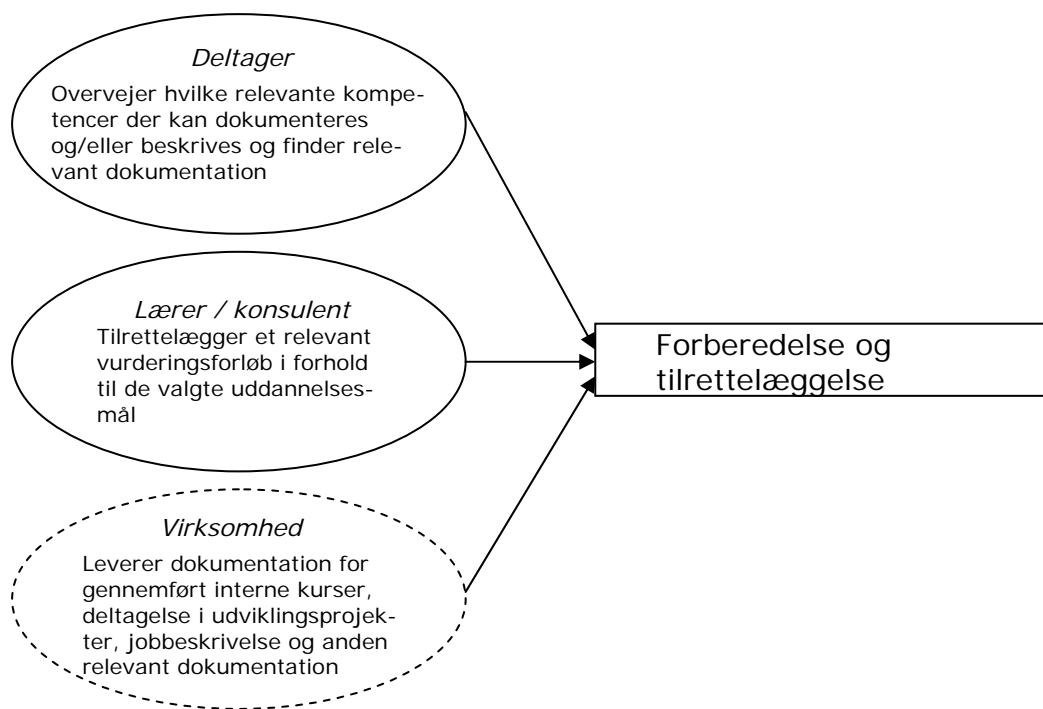 Deltager
Overvejer hvilke relevante kompe-
tencer der kan dokumenteres
og/eller beskrives og finder rele-
vant dokumentation
Lærer / konsulent
Tilrettelægger et relevant
vurderingsforløb i forhold
til de valgte uddannelses-
mål
Forberedelse og
tilrettelæggelse
Virksomhed
Leverer dokumentation for
gennemført interne kurser,
deltagelse i udviklingsprojek-
ter, jobbeskrivelse og anden
relevant dokumentation